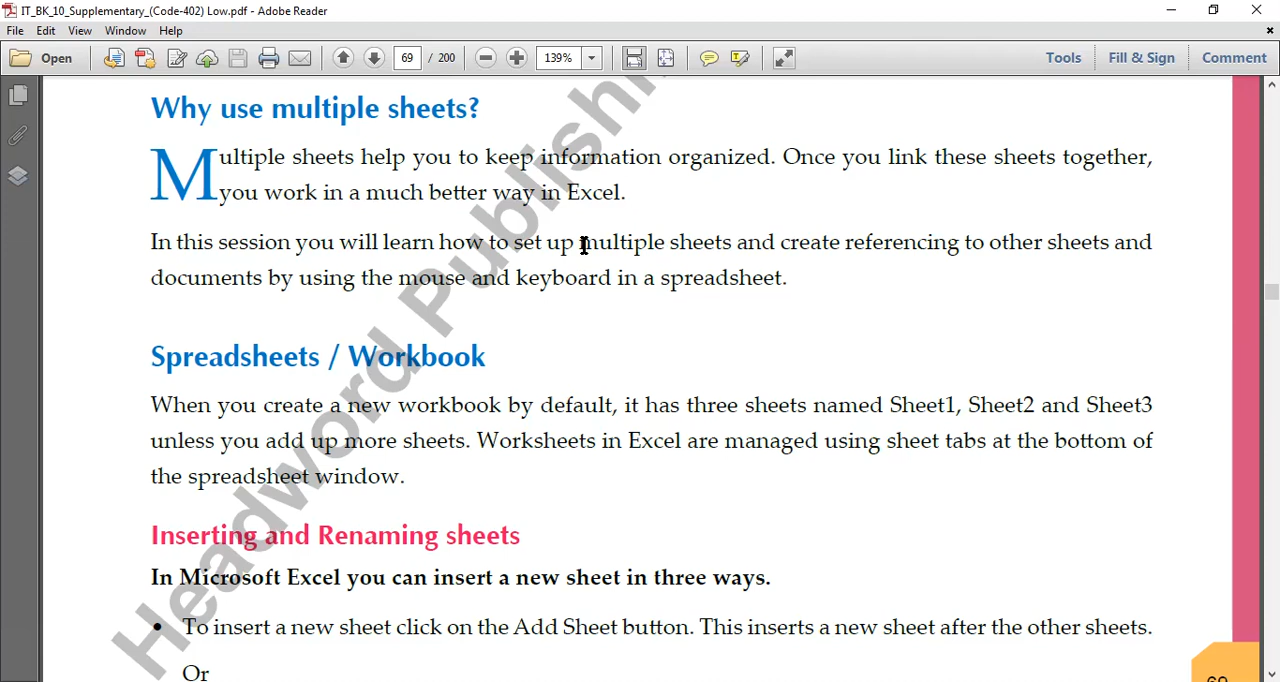 IT_BK_10_Supplementary_(Code-402) Low.pdf - Adobe Reader
File Edit View Window Help
Open 69 / 200 139% Tools Fill & Sign Comment
Why use multiple sheets?
Multiple sheets help you to keep information organized. Once you link these sheets together,
you work in a much better way in Excel.
In this session you will learn how to set up multiple sheets and create referencing to other sheets and
documents by using the mouse and keyboard in a spreadsheet.
Spreadsheets / Workbook
When you create a new workbook by default, it has three sheets named Sheet1, Sheet2 and Sheet3
unless you add up more sheets. Worksheets in Excel are managed using sheet tabs at the bottom of
the spreadsheet window.
Inserting and Renaming sheets
In Microsoft Excel you can insert a new sheet in three ways.
• To insert a new sheet click on the Add Sheet button. This inserts a new sheet after the other sheets.
Or
69
Headword Publishin